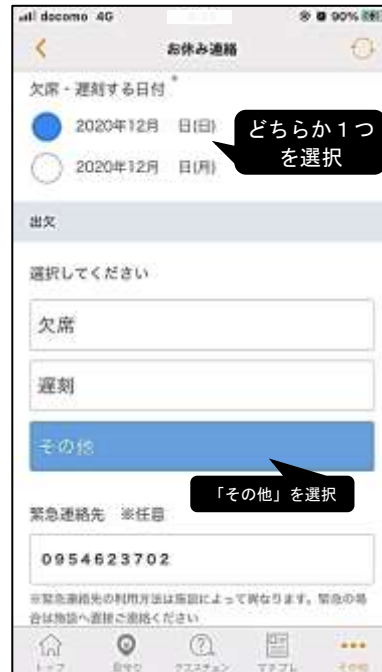 docomo 4G
90%
お休み連絡
欠席・遅刻する日付 *
2020年12月 日(日)
2020年12月 日(月)
どちらか１つ
を選択
出欠
選択してください
欠席
遅刻
その他
「その他」を選択
緊急連絡先 ※任意
0954623702
※緊急連絡先の利用方法は施設によって異なります。緊急の場
合は施設へ直接ご連絡ください
トップ
その他